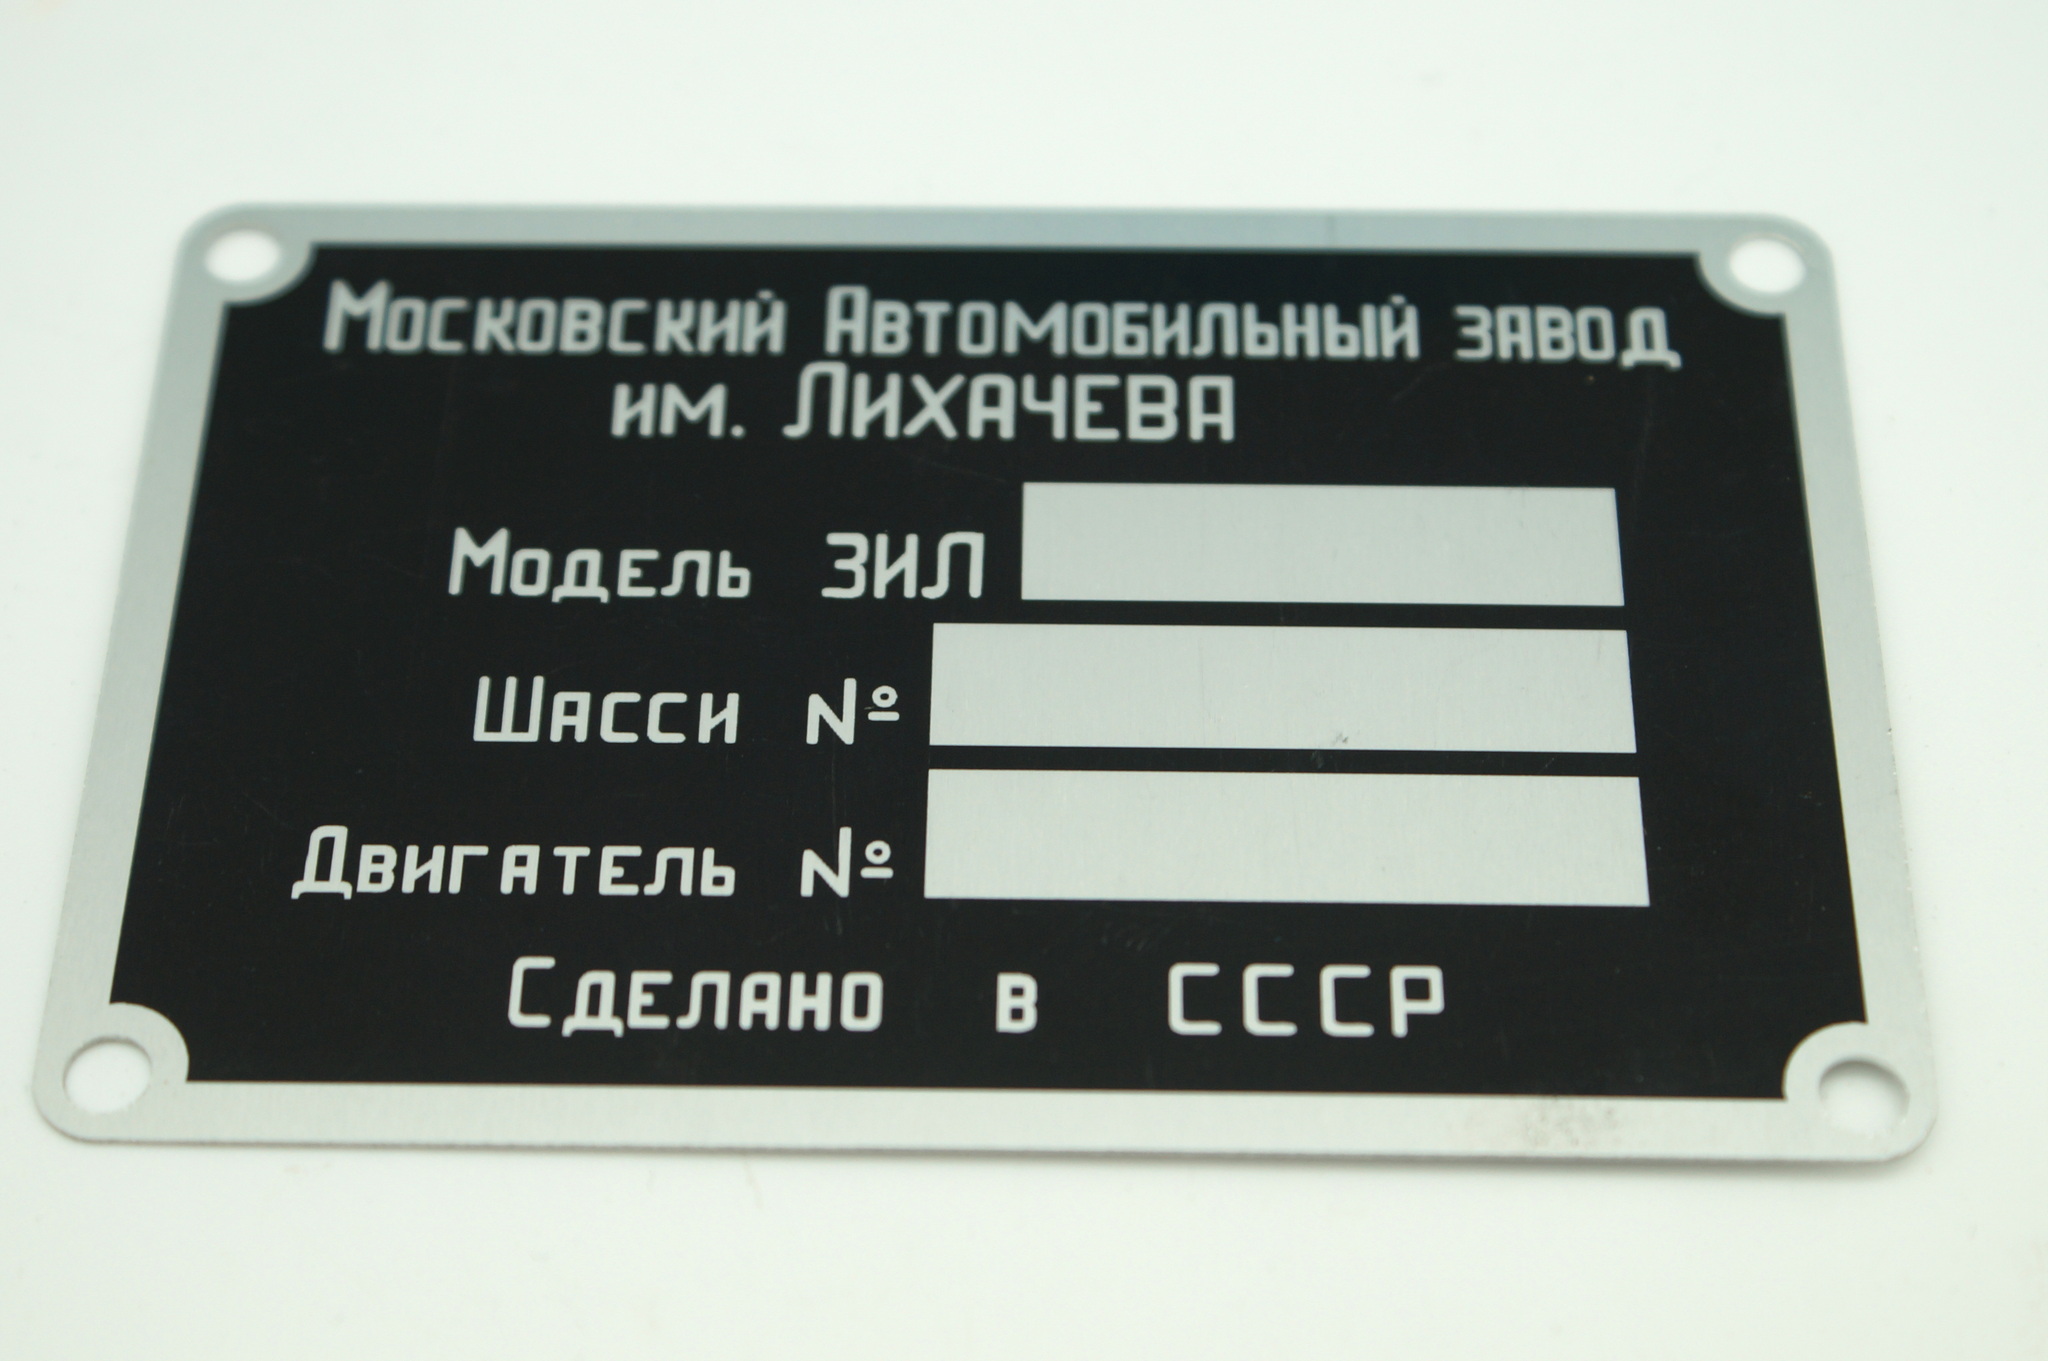 Московский Автомобильный завод
им. Лихачева
Модель ЗИЛ
Шасси №
Двигатель №
Сделано в СССР